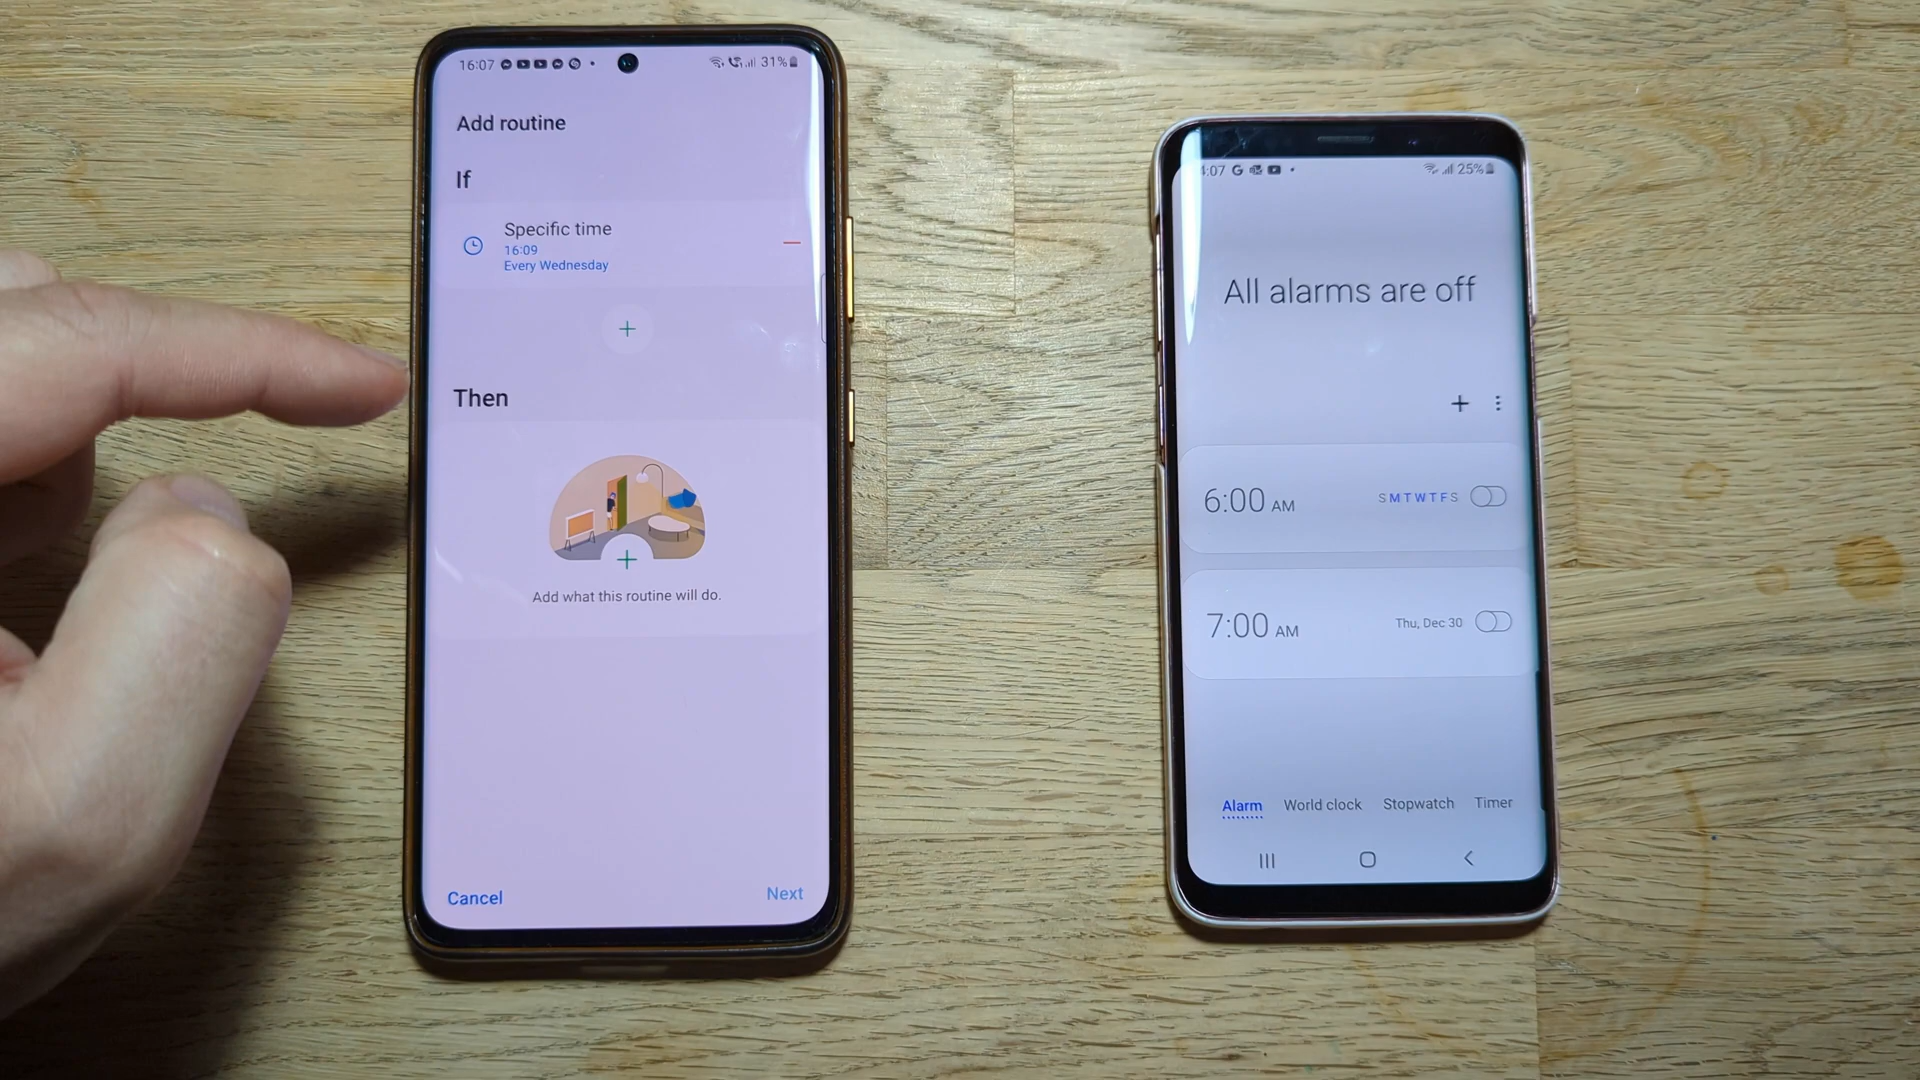 16:07
31%
Add routine
If
Specific time
16:09
Every Wednesday
Then
Add what this routine will do.
Cancel
Next
:07
25%
All alarms are off
6:00 AM
SMTWTFS
7:00 AM
Thu, Dec 30
Alarm
World clock
Stopwatch
Timer